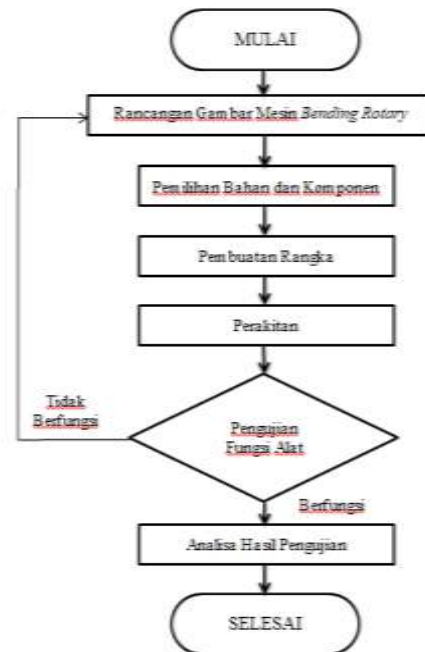 MULAI
Rancangan Gambar Mesin Bending Rotary
Pemilihan Bahan dan Komponen
Pembuatan Rangka
Perakitan
Tidak
Berfungsi
Pengujian
Fungsi Alat
Berfungsi
Analisa Hasil Pengujian
SELESAI